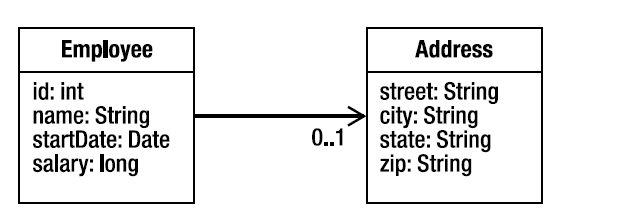 Employee
id: int
name: String
startDate: Date
salary: long
0..1
Address
street: String
city: String
state: String
zip: String